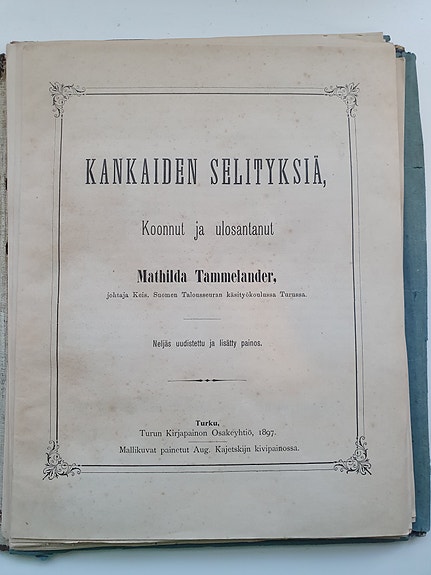 KANKAIDEN SELITYKSIÄ,
Koonnut ja ulosantanut
Mathilda Tammelander,
johtaja Keis. Suomen Talousseuran käsityökoulussa Turussa.
Neljäs uudistettu ja lisätty painos.
Turku,
Turun Kirjapainon Osakeyhtiö, 1897.
Mallikuvat painetut Aug. Kajetskijn kivipainossa.